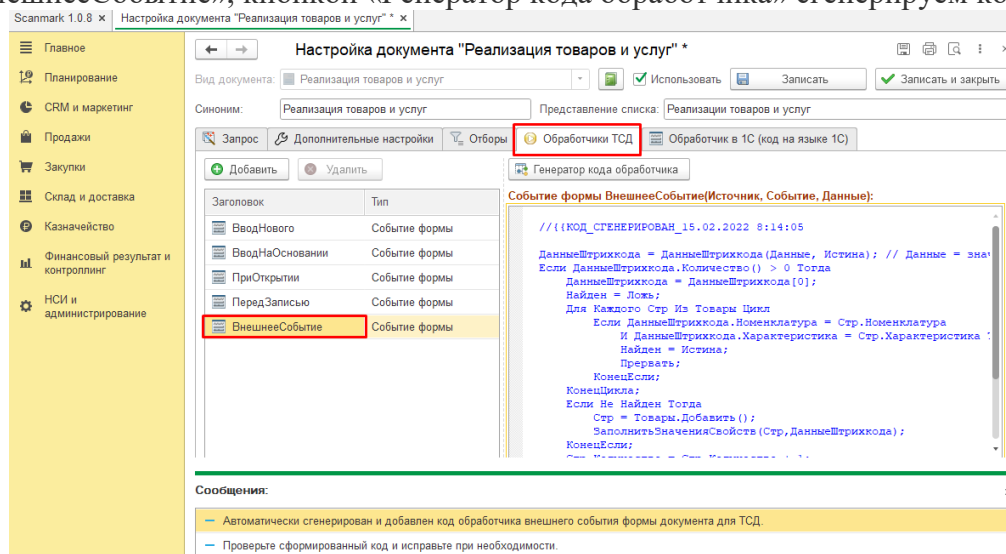 ешнееСобытие», кнопкой «Генератор кода обработчика» сгенерируем ко
Scanmark 1.0.8 × Настройка документа "Реализация товаров и услуг" * ×
Главное
Планирование
CRM и маркетинг
Продажи
Закупки
Склад и доставка
Казначейство
Финансовый результат и
контроллинг
НСИ и
администрирование
Настройка документа "Реализация товаров и услуг" *
Вид документа: Реализация товаров и услуг Использовать Записать Записать и закрыть
Синоним: Реализация товаров и услуг Представление списка: Реализации товаров и услуг
Запрос Дополнительные настройки Отборы Обработчики ТСД Обработчик в 1С (код на языке 1С)
Добавить Удалить Генератор кода обработчика
Заголовок Тип
ВводНового Событие формы
ВводНаОсновании Событие формы
ПриОткрытии Событие формы
ПередЗаписью Событие формы
ВнешнееСобытие Событие формы
Событие формы ВнешнееСобытие(Источник, Событие, Данные):
//{{КОД_СГЕНЕРИРОВАН_15.02.2022 8:14:05
ДанныеШтрихкода = ДанныеШтрихкода(Данные, Истина); // Данные = знач
Если ДанныеШтрихкода.Количество() > 0 Тогда
ДанныеШтрихкода = ДанныеШтрихкода[0];
Найден = Ложь;
Для Каждого Стр Из Товары Цикл
Если ДанныеШтрихкода.Номенклатура = Стр.Номенклатура
И ДанныеШтрихкода.Характеристика = Стр.Характеристика
Найден = Истина;
Прервать;
КонецЕсли;
КонецЦикла;
Если Не Найден Тогда
Стр = Товары.Добавить();
ЗаполнитьЗначенияСвойств(Стр,ДанныеШтрихкода);
КонецЕсли;
Сообщения:
Автоматически сгенерирован и добавлен код обработчика внешнего события формы документа для ТСД.
Проверьте сформированный код и исправьте при необходимости.